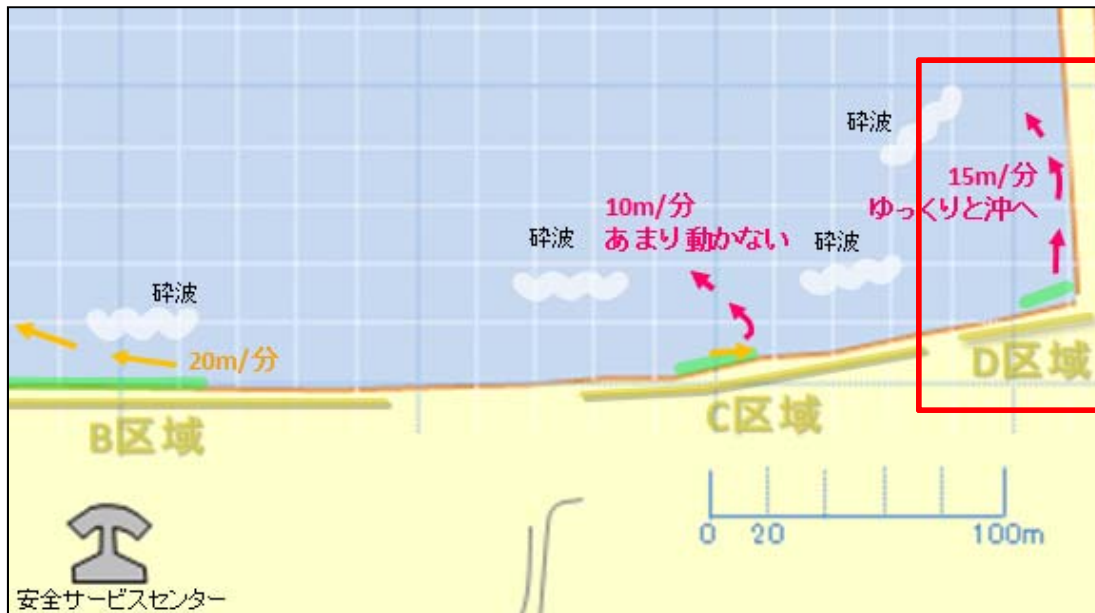 砕波
15m/分
ゆっくりと沖へ
10m/分
あまり動かない
砕波
砕波
砕波
20m/分
D区域
C区域
B区域
0 20 100m
安全サービスセンター